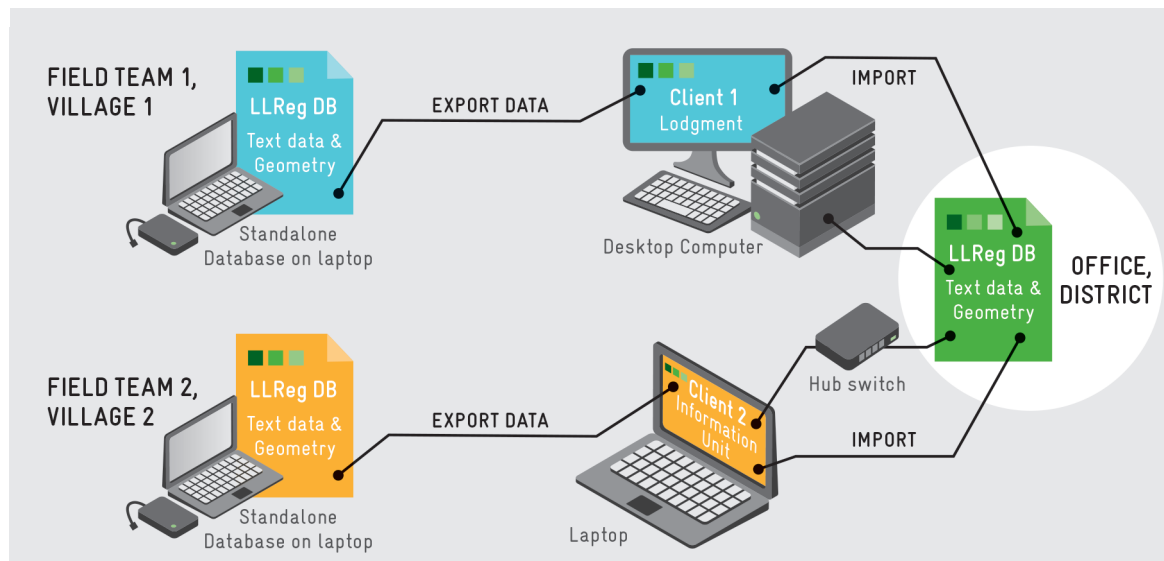 FIELD TEAM 1,
VILLAGE 1
LLReg DB
Text data &
Geometry
Standalone
Database on laptop
EXPORT DATA
Client 1
Lodgment
Desktop Computer
IMPORT
LLReg DB
Text data &
Geometry
OFFICE,
DISTRICT
FIELD TEAM 2,
VILLAGE 2
LLReg DB
Text data &
Geometry
Standalone
Database on laptop
EXPORT DATA
Client 2
Information
Unit
Laptop
Hub switch
IMPORT